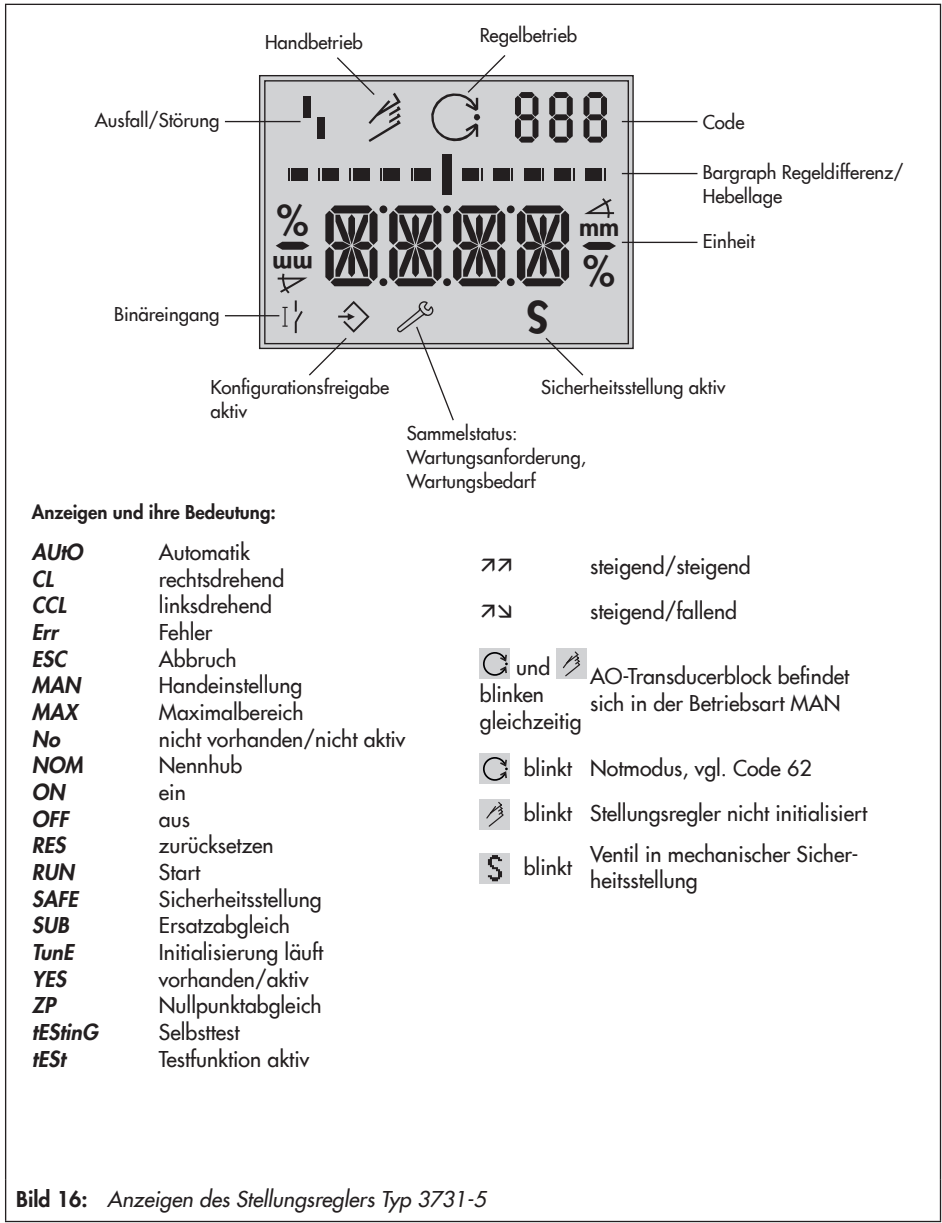 Handbetrieb
Regelbetrieb
Ausfall/Störung
888
Code
Bargraph Regeldifferenz/
Hebellage
%
mm
mm
%
Einheit
Binäreingang
S
Konfigurationsfreigabe
aktiv
Sicherheitsstellung aktiv
Sammelstatus:
Wartungsanforderung,
Wartungsbedarf
Anzeigen und ihre Bedeutung:
AUtO Automatik
CL rechtsdrehend
CCL linksdrehend
Err Fehler
ESC Abbruch
MAN Handeinstellung
MAX Maximalbereich
No nicht vorhanden/nicht aktiv
NOM Nennhub
ON ein
OFF aus
RES zurücksetzen
RUN Start
SAFE Sicherheitsstellung
SUB Ersatzabgleich
TunE Initialisierung läuft
YES vorhanden/aktiv
ZP Nullpunktabgleich
tEStinG Selbsttest
tESt Testfunktion aktiv
↗↗ steigend/steigend
↗↘ steigend/fallend
und
blinken
gleichzeitig
AO-Transducerblock befindet
sich in der Betriebsart MAN
blinkt Notmodus, vgl. Code 62
blinkt Stellungsregler nicht initialisiert
S blinkt Ventil in mechanischer Sicher-
heitsstellung
Bild 16: Anzeigen des Stellungsreglers Typ 3731-5